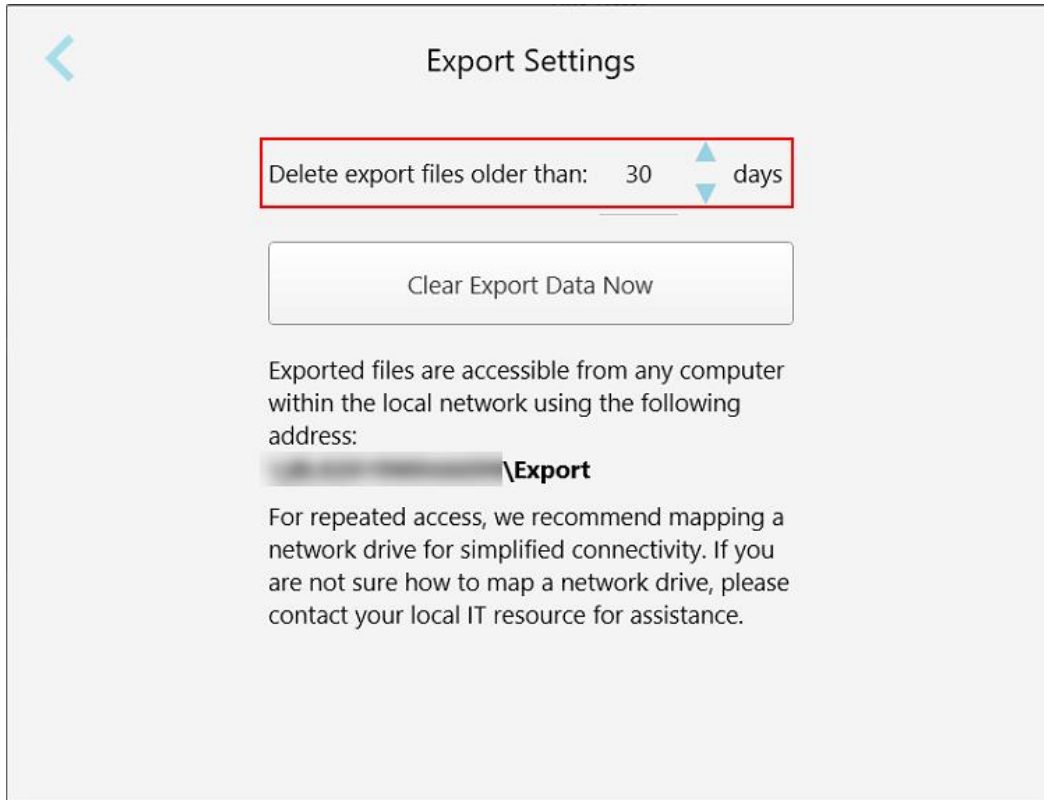 Export Settings
Delete export files older than: 30 days
Clear Export Data Now
Exported files are accessible from any computer
within the local network using the following
address:
\Export
For repeated access, we recommend mapping a
network drive for simplified connectivity. If you
are not sure how to map a network drive, please
contact your local IT resource for assistance.